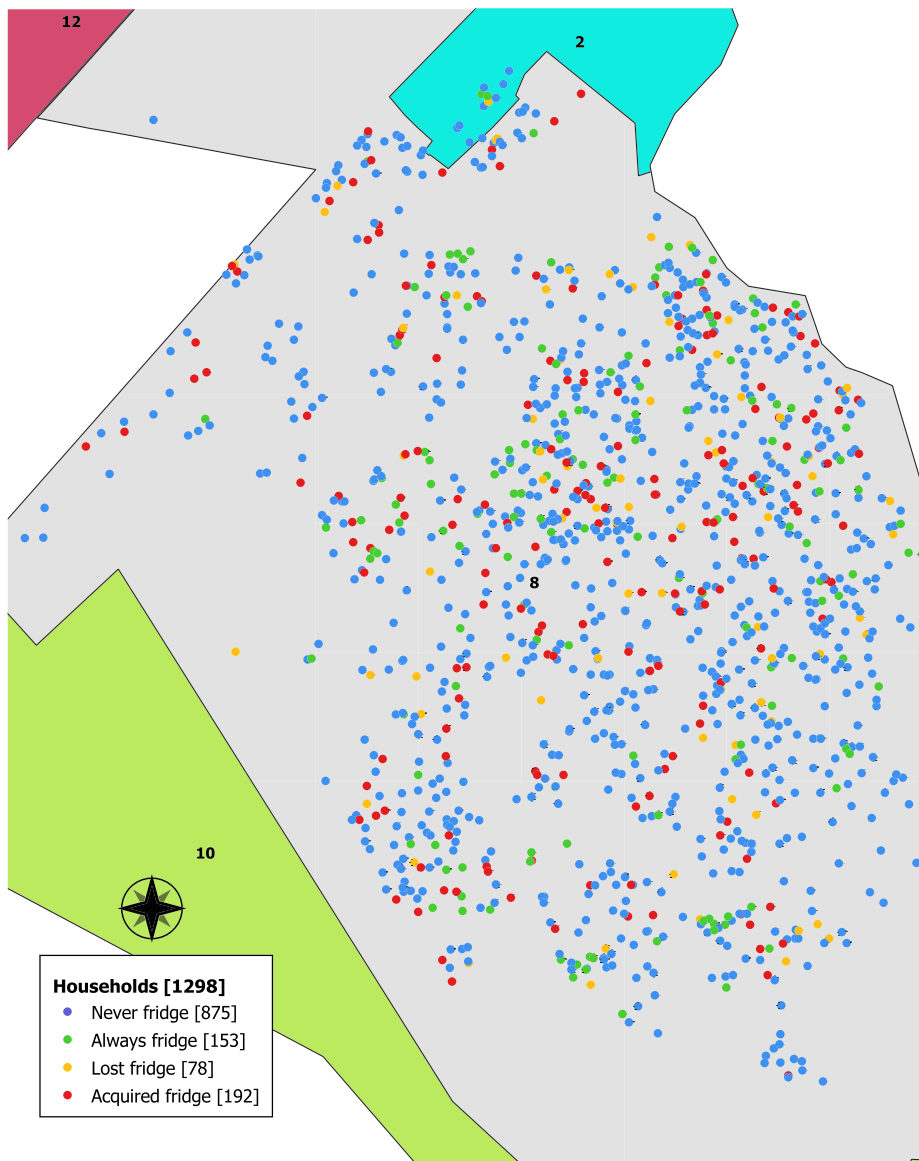 12
2
8
10
Households [1298]
Never fridge [875]
Always fridge [153]
Lost fridge [78]
Acquired fridge [192]